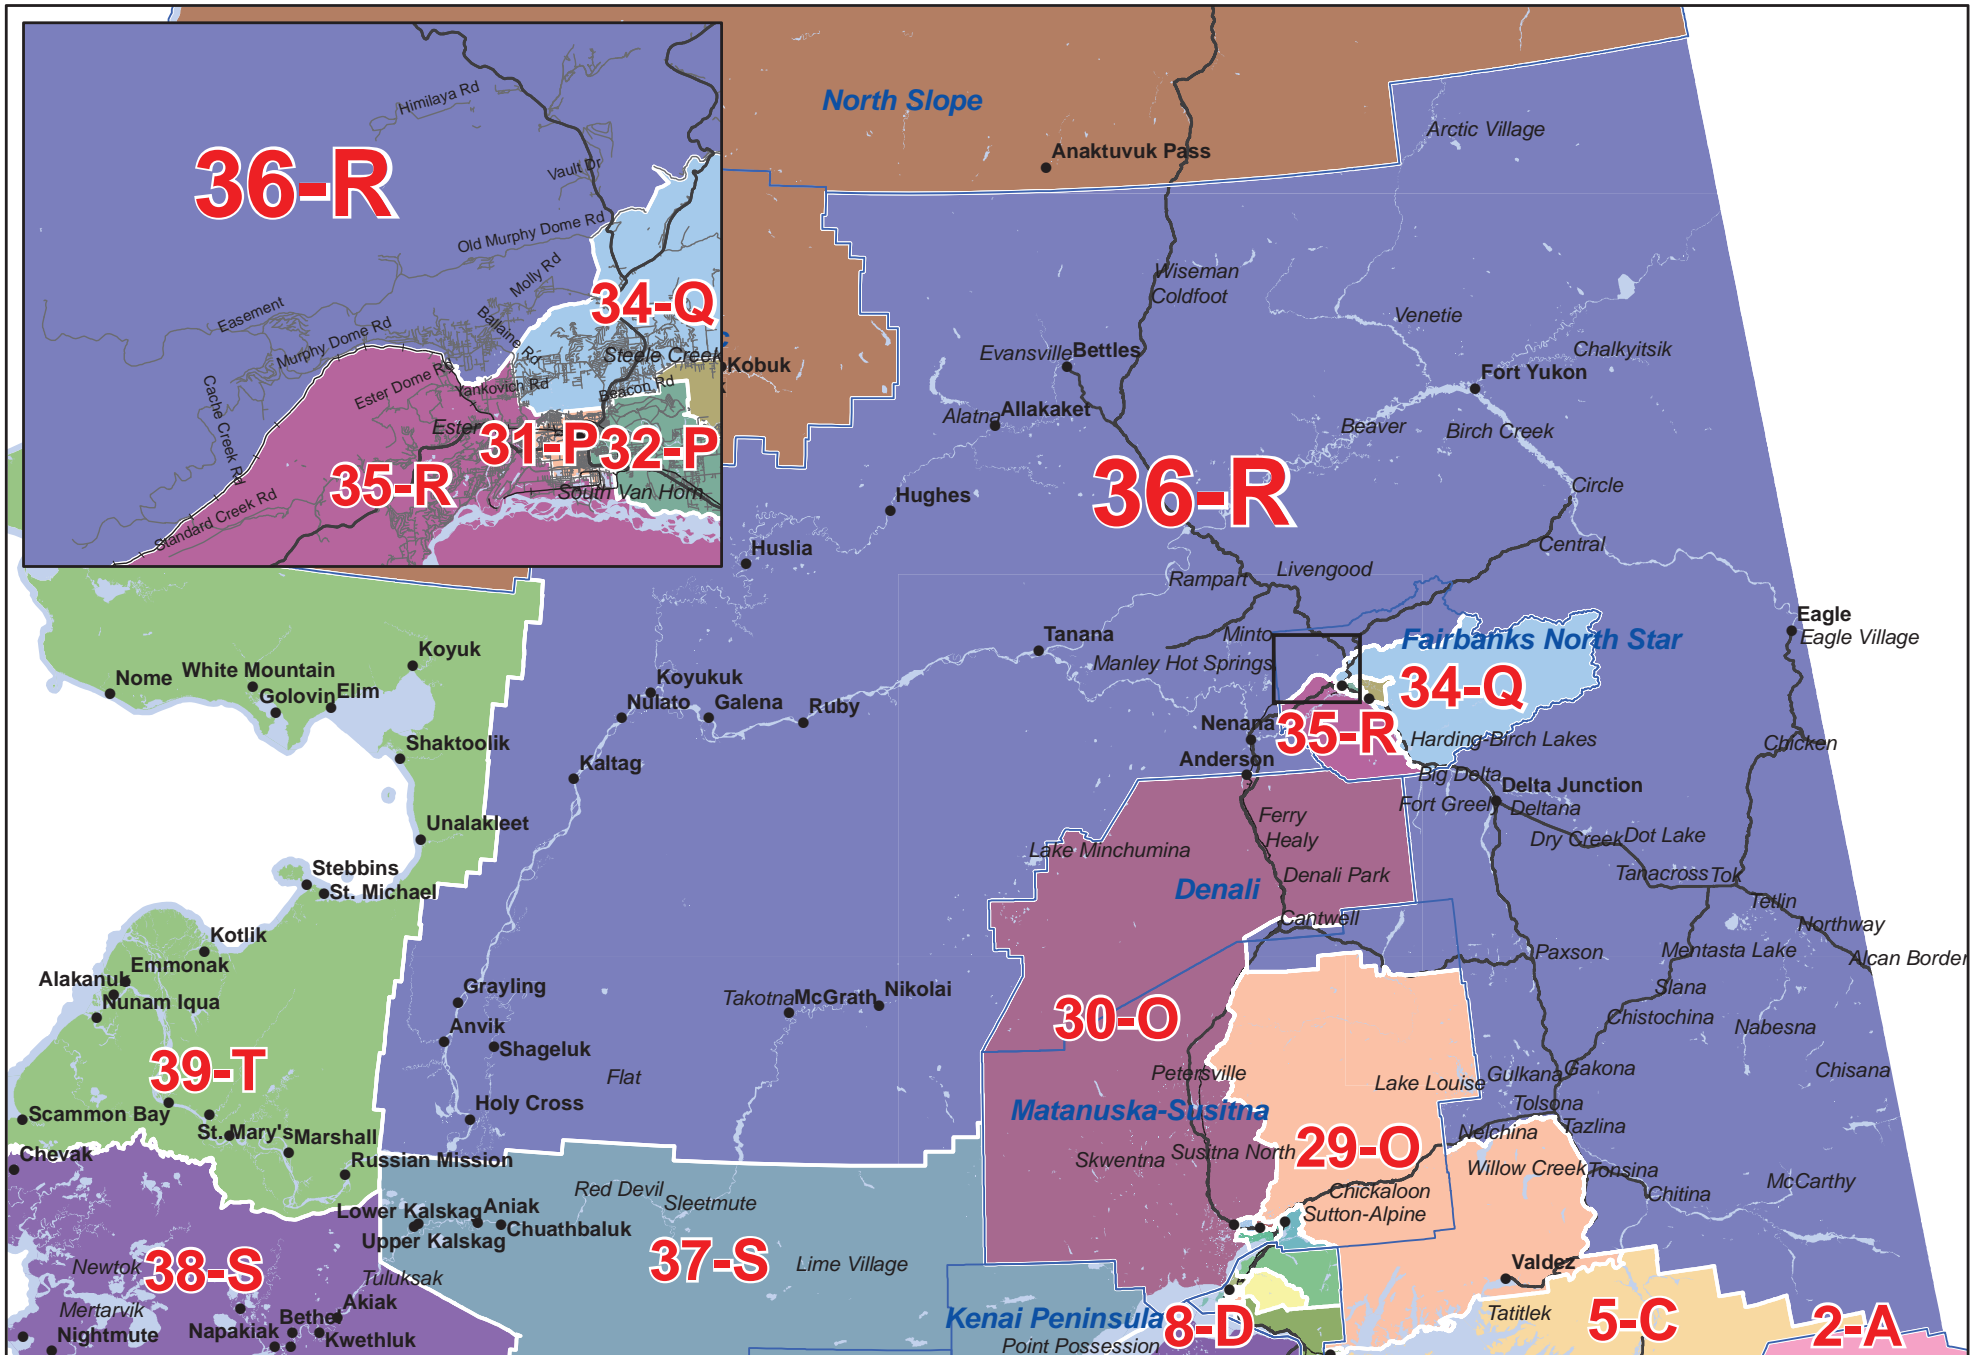 Himilaya Rd
36-R
Vault Dr
Old Murphy Dome Rd
Molly Rd
34-Q
Easement
Murphy Dome Rd
Ballaine Rd
Steele Creek
Cache Creek Rd
Ester Dome Rd
Yankovich Rd
Beacon Rd
Ester
31-P
32-P
35-R
South Van Horn
Standard Creek Rd
North Slope
Anaktuvuk Pass
Arctic Village
Wiseman
Coldfoot
Venetie
Kobuk
Evansville
Bettles
Chalkyitsik
Fort Yukon
Alatna
Allakaket
Beaver
Birch Creek
36-R
Hughes
Circle
Huslia
Central
Rampart
Livengood
Eagle
Eagle Village
Tanana
Minto
Fairbanks North Star
Koyuk
White Mountain
Nome
Golovin
Elim
Manley Hot Springs
Koyukuk
Nulato
Galena
Ruby
34-Q
Nenana
35-R
Harding-Birch Lakes
Chicken
Shaktoolik
Kaltag
Anderson
Big Delta
Delta Junction
Fort Greely
Deltana
Unalakleet
Ferry
Healy
Dry Creek
Dot Lake
Lake Minchumina
Stebbins
St. Michael
Denali
Denali Park
Tanacross
Tok
Tetlin
Cantwell
Northway
Kotlik
Emmonak
Alakanuk
Nunam Iqua
Paxson
Mentasta Lake
Alcan Border
Grayling
Takotna
McGrath
Nikolai
Slana
30-O
Chistochina
Nabesna
Anvik
Shageluk
39-T
Flat
Petersville
Lake Louise
Gulkana
Gakona
Chisana
Scammon Bay
Holy Cross
Matanuska-Susitna
Tolsona
St. Mary's
Marshall
Nelchina
Tazlina
Chevak
Russian Mission
Skwentna
Susitna North
29-O
Willow Creek
Tonsina
Chitina
McCarthy
Red Devil
Sleetmute
Lower Kalskag
Aniak
Chuathbaluk
Upper Kalskag
Chickaloon
Sutton-Alpine
Newtok
38-S
37-S
Lime Village
Valdez
Tuluksak
Mertarvik
Akiak
Bethel
Nightmute
Napakiak
Kwethluk
Kenai Peninsula
Point Possession
8-D
Tatitlek
5-C
2-A